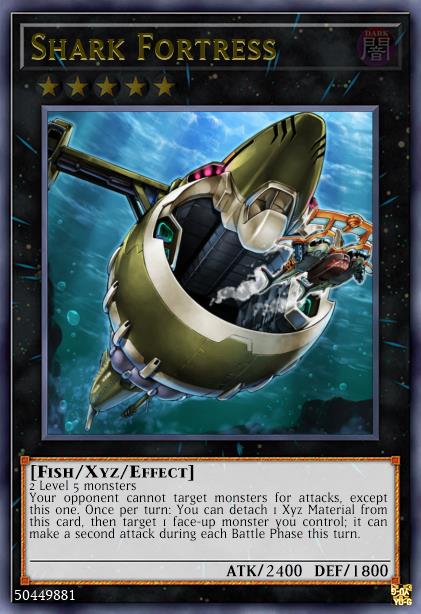 Shark Fortress
DARK
闇
[Fish/Xyz/Effect]
2 Level 5 monsters
Your opponent cannot target monsters for attacks, except
this one. Once per turn: You can detach 1 Xyz Material from
this card, then target 1 face-up monster you control; it can
make a second attack during each Battle Phase this turn.
ATK/2400 DEF/1800
50449881